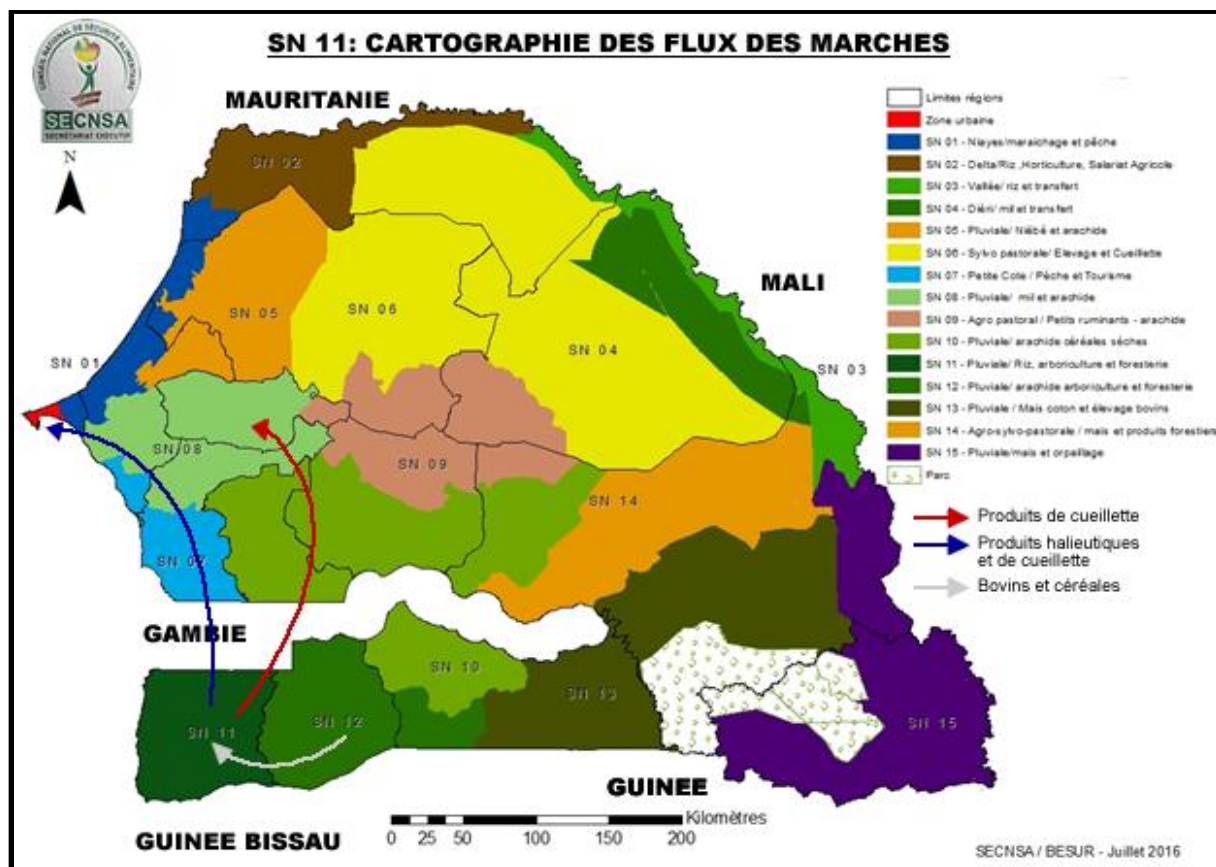 SN 11: CARTOGRAPHIE DES FLUX DES MARCHES
CONSEIL NATIONAL DE SÉCURITÉ ALIMENTAIRE
SECNSA
SECRÉTARIAT EXÉCUTIF
N
MAURITANIE
MALI
GAMBIE
GUINEE
GUINEE BISSAU
SN 02
SN 05
SN 06
SN 04
SN 03
SN 01
SN 08
SN 09
SN 14
SN 07
SN 10
SN 11
SN 12
SN 13
SN 15
Limites régions
Zone urbaine
SN 01 - Niayes/maraichage et pêche
SN 02 - Delta/Riz ,Horticulture, Salariat Agricole
SN 03 - Vallée/ riz et transfert
SN 04 - Diéri/ mil et transfert
SN 05 - Pluviale/ Niébé et arachide
SN 06 - Sylvo pastorale/ Elevage et Cueillette
SN 07 - Petite Cote / Pêche et Tourisme
SN 08 - Pluviale/ mil et arachide
SN 09 - Agro pastoral / Petits ruminants - arachide
SN 10 - Pluviale/ arachide céréales sèches
SN 11 - Pluviale/ Riz, arboriculture et foresterie
SN 12 - Pluviale/ arachide arboriculture et foresterie
SN 13 - Pluviale / Mais coton et élevage bovins
SN 14 - Agro-sylvo-pastorale / mais et produits forestiers
SN 15 - Pluviale/mais et orpaillage
Parc
Produits de cueillette
Produits halieutiques
et de cueillette
Bovins et céréales
Kilomètres
0 25 50 100 150 200
SECNSA / BESUR - Juillet 2016